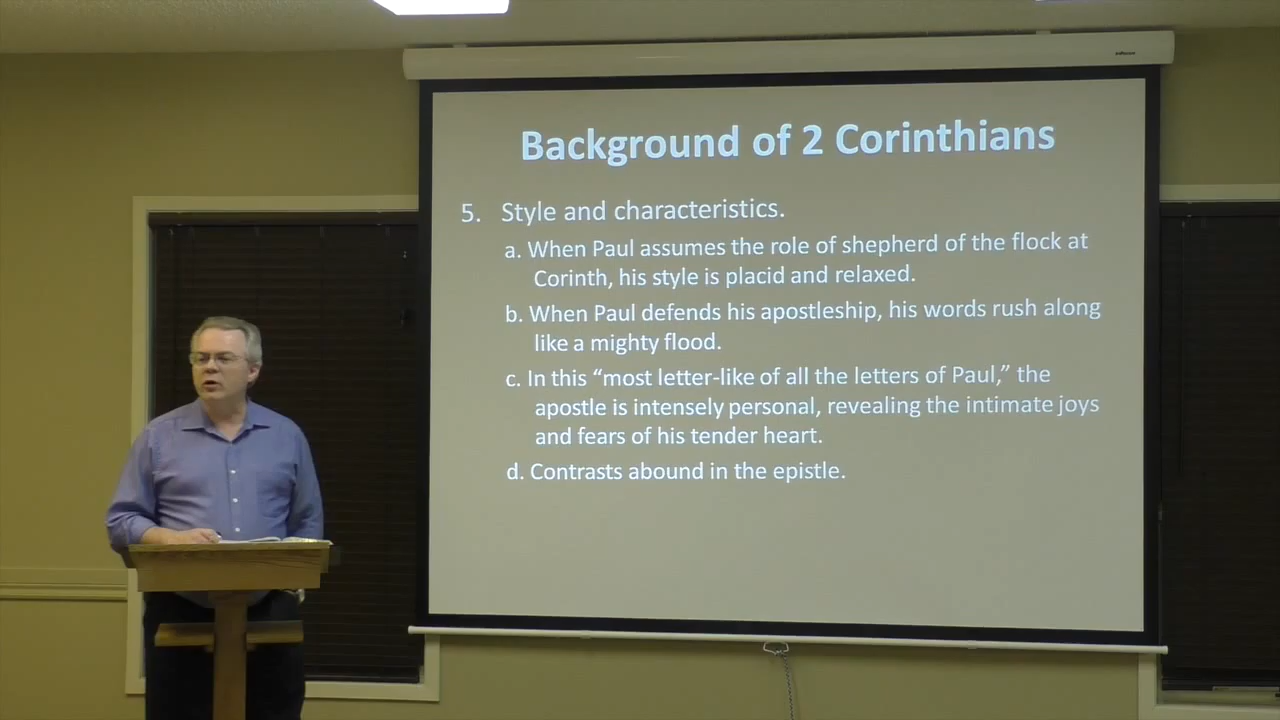 Background of 2 Corinthians
5. Style and characteristics.
a. When Paul assumes the role of shepherd of the flock at
Corinth, his style is placid and relaxed.
b. When Paul defends his apostleship, his words rush along
like a mighty flood.
c. In this “most letter-like of all the letters of Paul,” the
apostle is intensely personal, revealing the intimate joys
and fears of his tender heart.
d. Contrasts abound in the epistle.